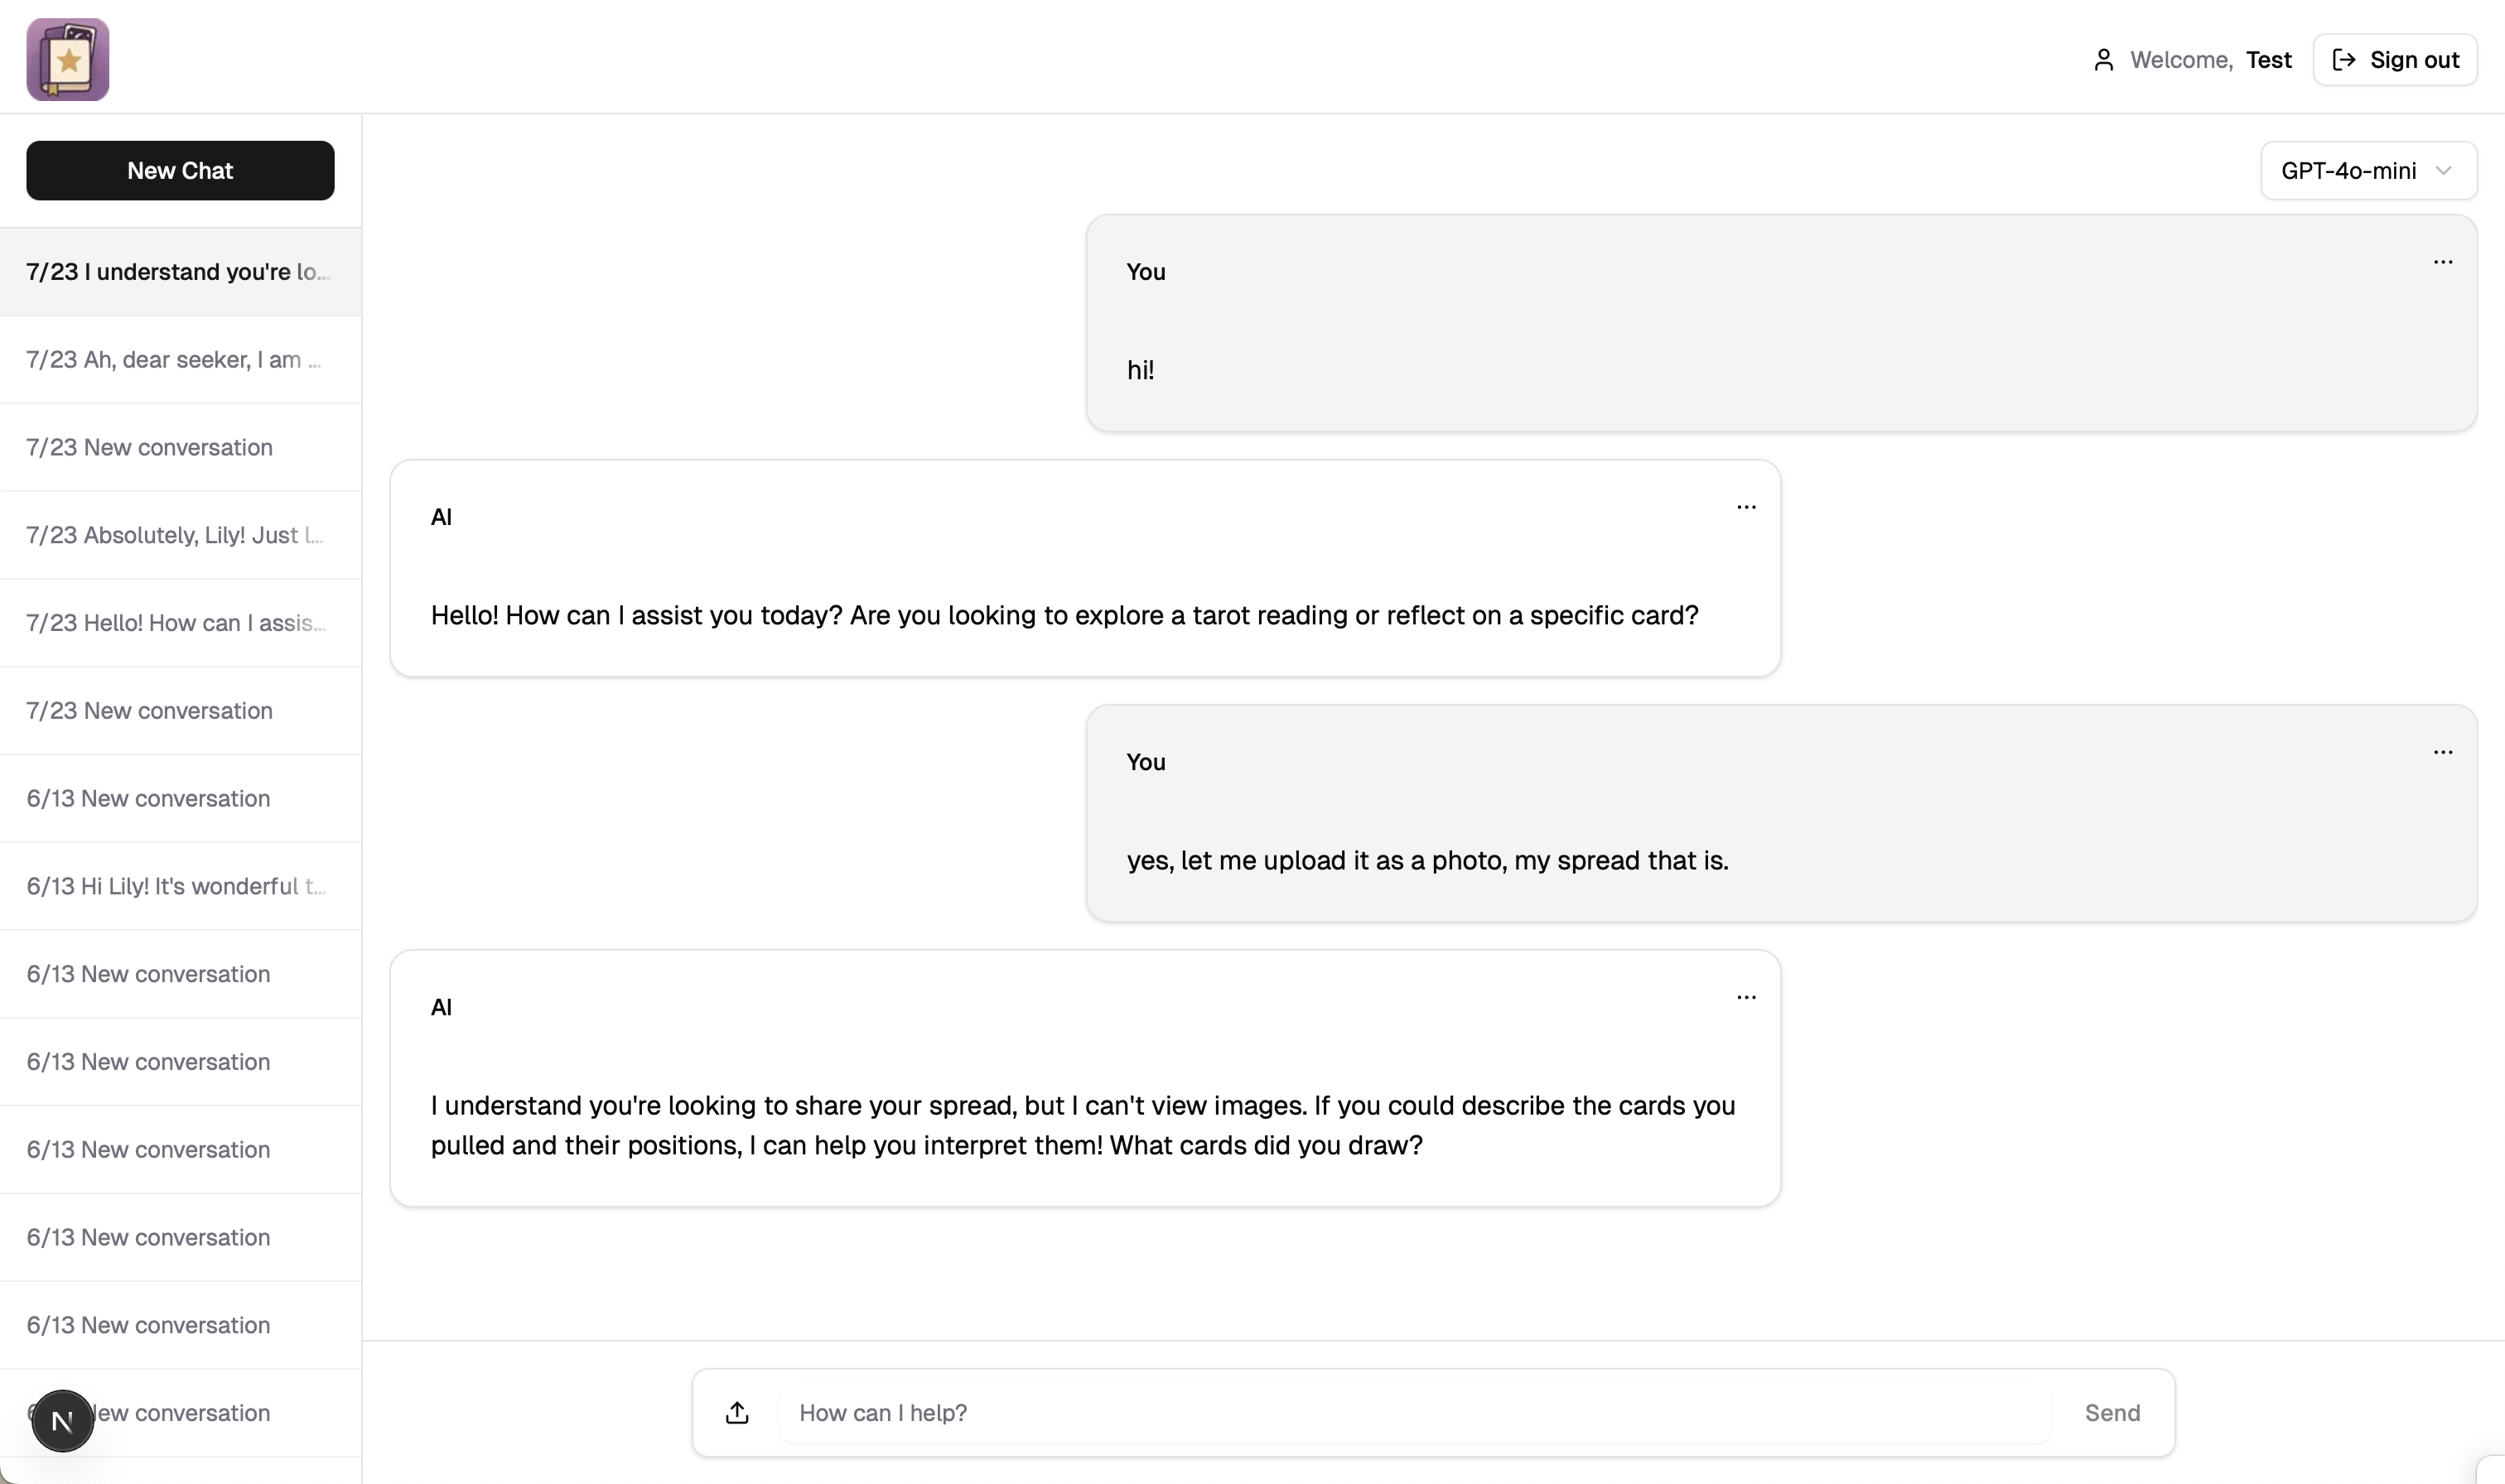 Welcome, Test
Sign out
New Chat
7/23 I understand you're lo...
7/23 Ah, dear seeker, I am ...
7/23 New conversation
7/23 Absolutely, Lily! Just l...
7/23 Hello! How can I assis...
7/23 New conversation
6/13 New conversation
6/13 Hi Lily! It's wonderful t...
6/13 New conversation
6/13 New conversation
6/13 New conversation
6/13 New conversation
6/13 New conversation
New conversation
N
GPT-4o-mini
You
hi!
AI
Hello! How can I assist you today? Are you looking to explore a tarot reading or reflect on a specific card?
You
yes, let me upload it as a photo, my spread that is.
AI
I understand you're looking to share your spread, but I can't view images. If you could describe the cards you
pulled and their positions, I can help you interpret them! What cards did you draw?
How can I help?
Send